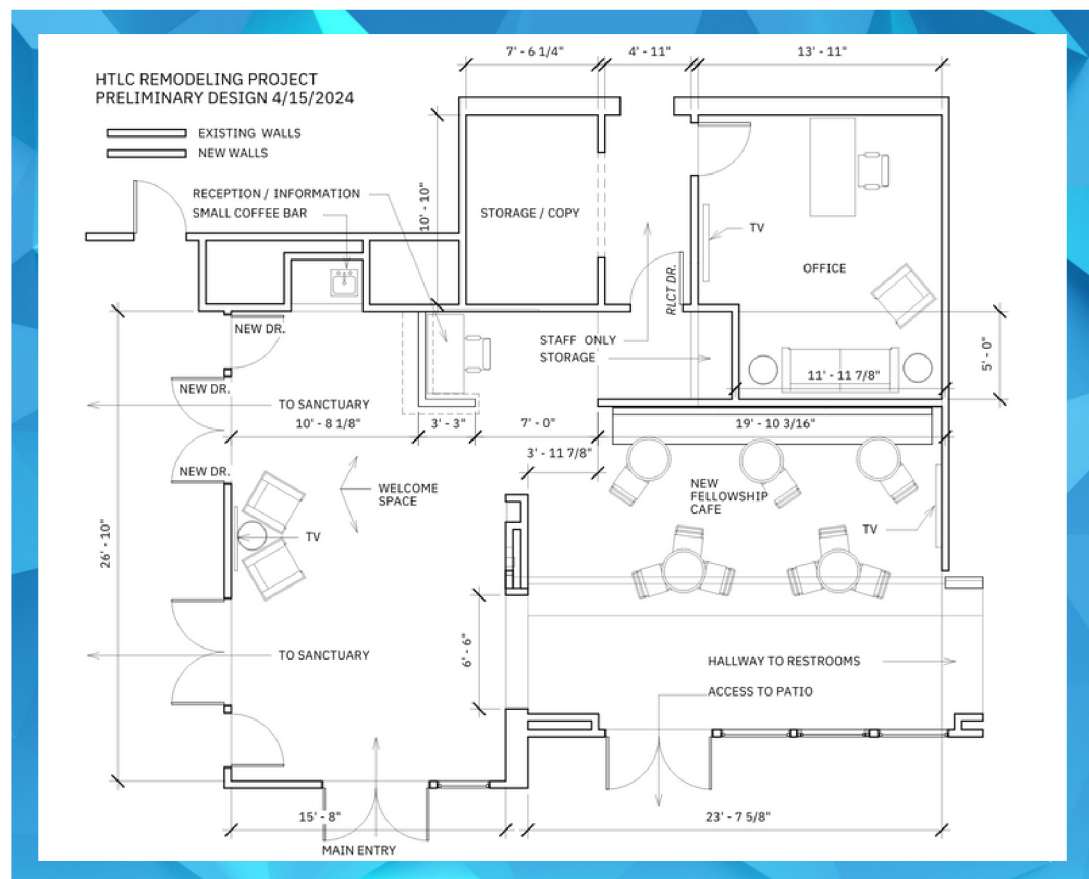 7' - 6 1/4"
4' - 11"
13' - 11"
HTLC REMODELING PROJECT
PRELIMINARY DESIGN 4/15/2024
EXISTING WALLS
NEW WALLS
RECEPTION / INFORMATION
SMALL COFFEE BAR
10' - 10"
STORAGE / COPY
TV
OFFICE
RLCT DR.
NEW DR.
STAFF ONLY
STORAGE
5' - 0"
11' - 11 7/8"
NEW DR.
TO SANCTUARY
10' - 8 1/8"
3' - 3"
7' - 0"
19' - 10 3/16"
3' - 11 7/8"
NEW DR.
WELCOME
SPACE
NEW
FELLOWSHIP
CAFE
TV
TV
26' - 10"
6' - 6"
TO SANCTUARY
HALLWAY TO RESTROOMS
ACCESS TO PATIO
15' - 8"
23' - 7 5/8"
MAIN ENTRY